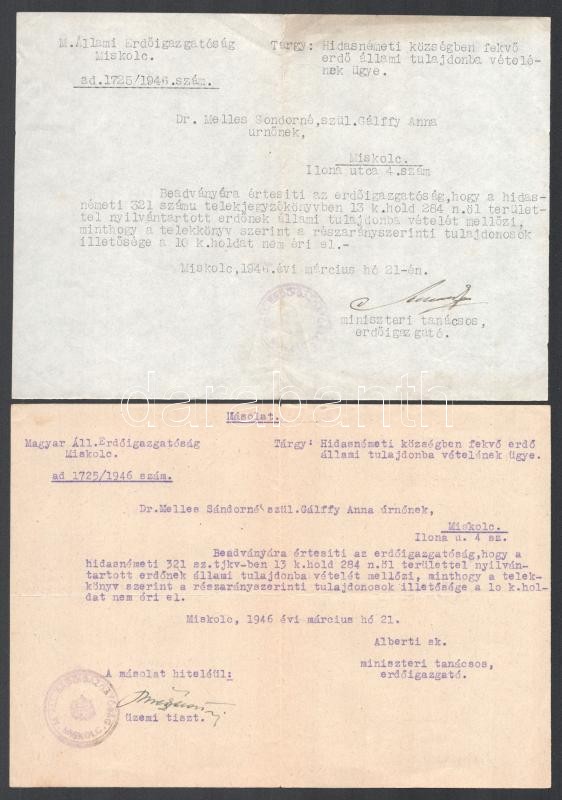 M.Állami Erdőigazgatóság
Miskolc.
ad.1725/1946.szám.
Tárgy: Hidasnémeti községben fekvő
erdő állami tulajdonba vételé-
nek ügye.
Dr. Melles Sondorné,szül.Gálffy Anna
úrnőnek,
Miskolc.
Ilona utca 4.szám
Beadványára értesiti az erdőigazgatóság,hogy a hidas-
németi 321 számu telekjegyzőkönyvben 13 k.hold 284 n.öl terület-
tel nyilvántartott erdőnek állami tulajdonba vételét mellőzi,
minthogy a telekkönyv szerint a részarányszerinti tulajdonosok
illetősége a 10 k.holdat nem éri el.-
Miskolc,1946.évi március hó 21-én.
miniszteri tanácsos,
erdőigazgató.
darabanth
Másolat.
Magyar Áll.Erdőigazgatóság
Miskolc.
ad 1725/1946 szám.
Tárgy: Hidasnémeti községben fekvő erdő
állami tulajdonba vételének ügye.
Dr.Melles Sándorné szül.Gálffy Anna úrnőnek,
Miskolc.
Ilona u. 4 sz.
Beadványára értesiti az erdőigazgatóság,hogy a
hidasnémeti 321 sz.tjkv-ben 13 k.hold 284 n.öl területtel nyilván-
tartott erdőnek állami tulajdonba vételét mellőzi, minthogy a telek-
könyv szerint a részarányszerinti tulajdonosok illetősége a lo k.hol-
dat nem éri el.
Miskolc, 1946 évi március hó 21.
Alberti sk.
miniszteri tanácsos,
erdőigazgató.
A másolat hiteléül:
üzemi tiszt.
MISKOLC